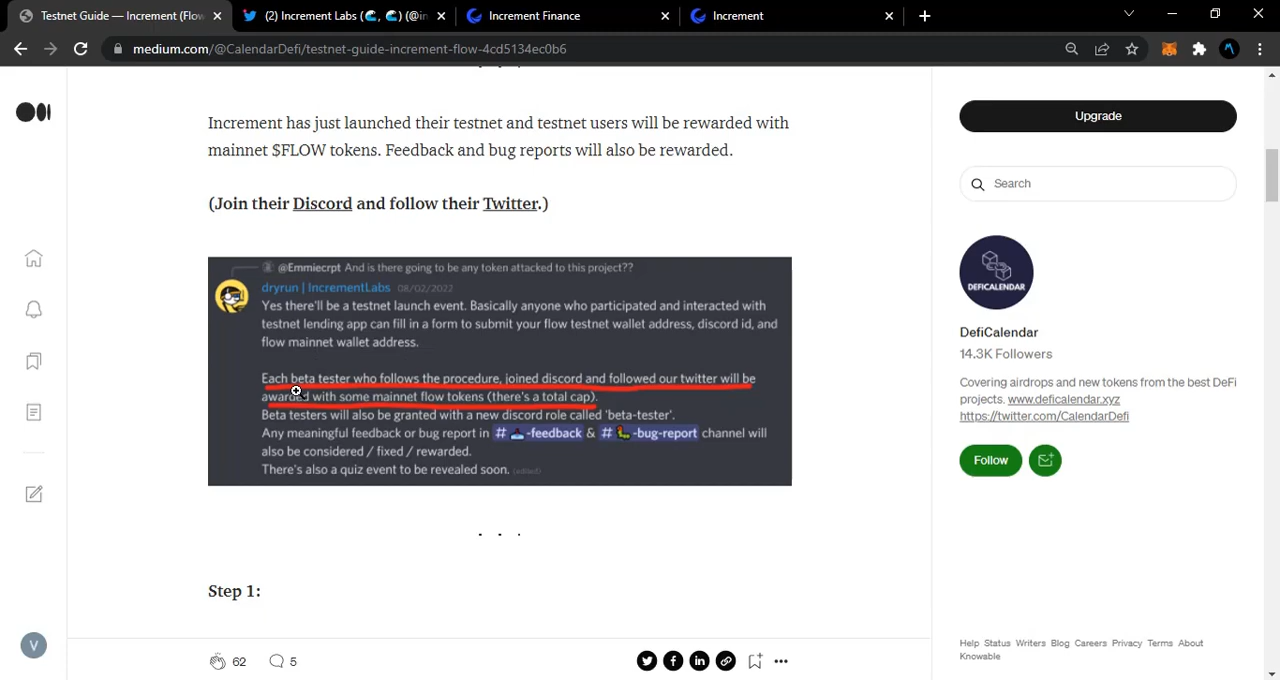 Testnet Guide — Increment (Flow
(2) Increment Labs (🌊, 🌊) (@in
Increment Finance
Increment
medium.com/@CalendarDefi/testnet-guide-increment-flow-4cd5134ec0b6
Increment has just launched their testnet and testnet users will be rewarded with
mainnet $FLOW tokens. Feedback and bug reports will also be rewarded.
(Join their Discord and follow their Twitter.)
@Emmiecrpt And is there going to be any token attacked to this project??
dryrun | IncrementLabs 08/02/2022
Yes there'll be a testnet launch event. Basically anyone who participated and interacted with
testnet lending app can fill in a form to submit your flow testnet wallet address, discord id, and
flow mainnet wallet address.
Each beta tester who follows the procedure, joined discord and followed our twitter will be
awarded with some mainnet flow tokens (there's a total cap).
Beta testers will also be granted with a new discord role called 'beta-tester'.
Any meaningful feedback or bug report in # -feedback & # 🐛-bug-report channel will
also be considered / fixed / rewarded.
There's also a quiz event to be revealed soon. (edited)
Step 1:
62
5
V
Upgrade
Search
DEFICALENDAR
DefiCalendar
14.3K Followers
Covering airdrops and new tokens from the best DeFi
projects. www.deficalendar.xyz
https://twitter.com/CalendarDefi
Follow
Help Status Writers Blog Careers Privacy Terms About
Knowable